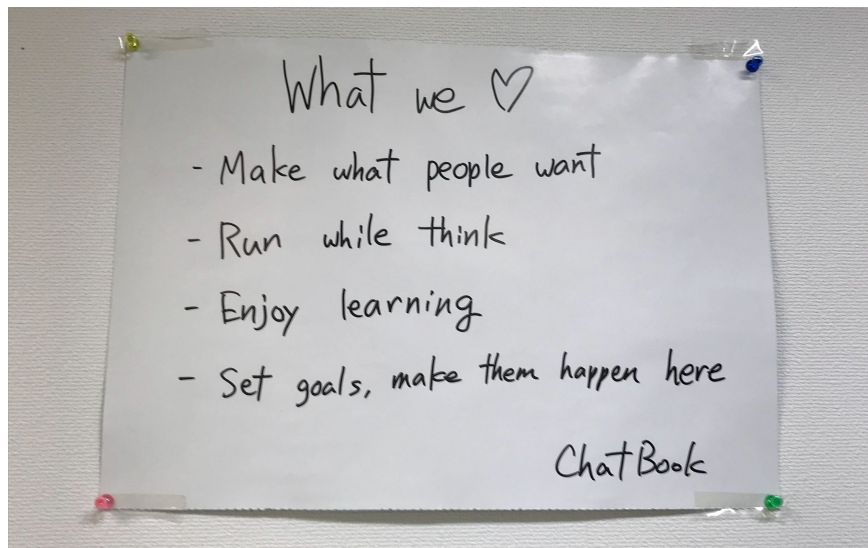 What we ♡
- Make what people want
- Run while think
- Enjoy learning
- Set goals, make them happen here
ChatBook